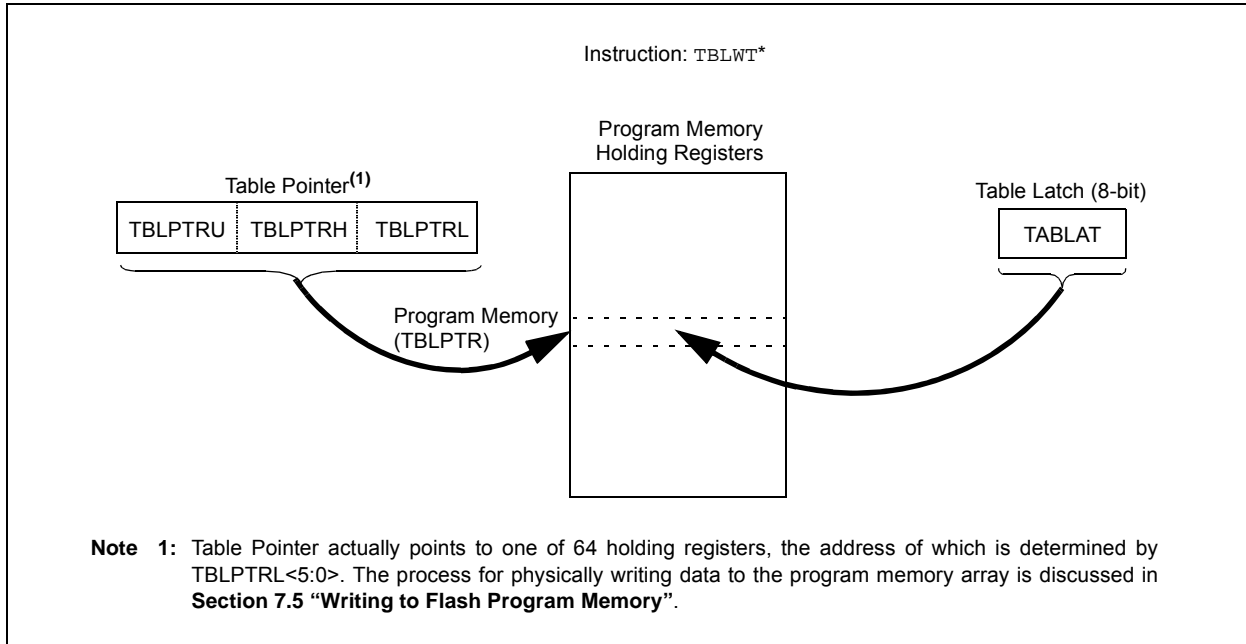 Instruction: TBLWT*
Program Memory
Holding Registers
Table Pointer(1)
Table Latch (8-bit)
TBLPTRU TBLPTRH TBLPTRL
TABLAT
Program Memory
(TBLPTR)
Note 1: Table Pointer actually points to one of 64 holding registers, the address of which is determined by
TBLPTRL<5:0>. The process for physically writing data to the program memory array is discussed in
Section 7.5 “Writing to Flash Program Memory”.